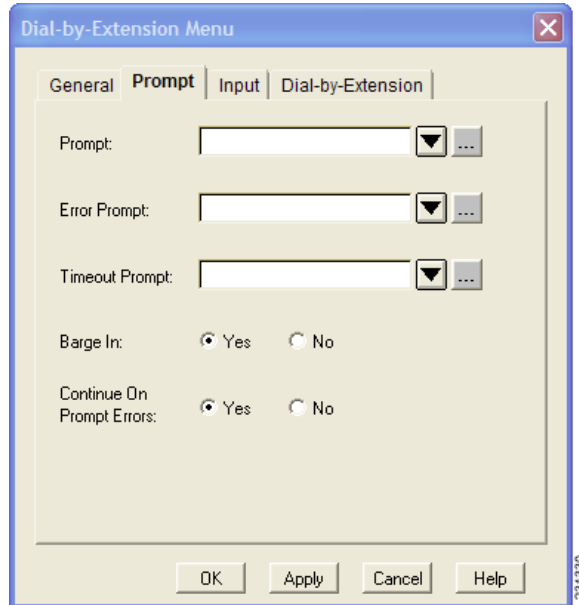 Dial-by-Extension Menu
General Prompt Input Dial-by-Extension
Prompt: ...
Error Prompt: ...
Timeout Prompt: ...
Barge In: Yes No
Continue On
Prompt Errors: Yes No
OK Apply Cancel Help